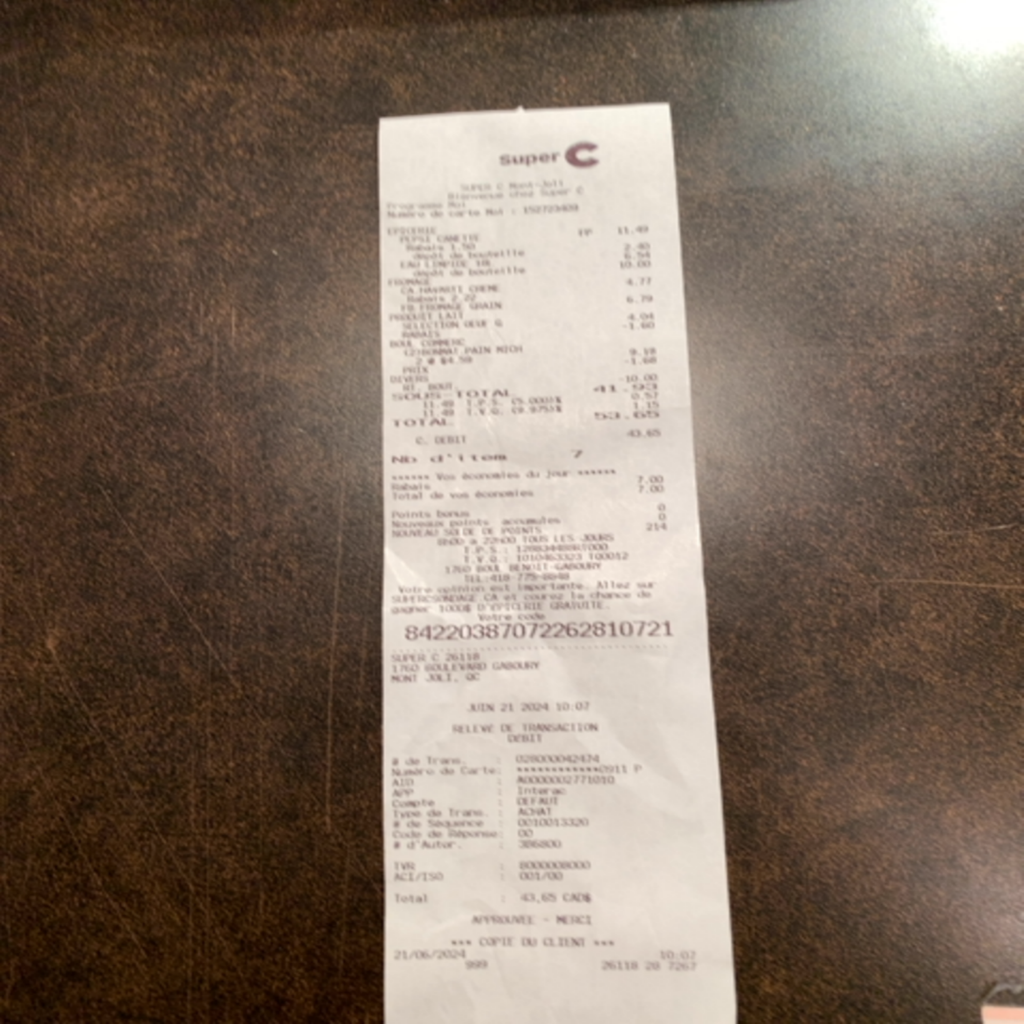 super C
SUPER C Mont-Joli
Bienvenue chez Super C
Programme Moi
Numéro de carte Moi :
EPICERIE
PEPSI CANETTE FP 11.49
Rabais 1.50
dépôt de bouteille 2.40
EAU LIMPIDE 18L 6.54
dépôt de bouteille 10.00
FROMAGE
CA.HAVARTI CREME 4.77
Rabais 2.22
FROMAGE GRAIN 6.79
PRODUIT LAIT
SELECTION OEUF G 4.04
RABAIS -1.60
BOUL COMMERC
(2)BONMAT PAIN MICH
2 @ $4.59 9.18
PRIX -1.68
DIVERS
RT. BOUT. -10.00
SOUS-TOTAL 41.93
11.49 T.P.S. (5.000)% 0.57
11.49 T.V.Q. (9.975)% 1.15
TOTAL
C. DEBIT 43.65
Nb d'item 7
****** Vos économies du jour ******
Rabais 7.00
Total de vos économies 7.00
Points bonus 0
Nouveaux points accumulés 0
NOUVEAU SOLDE DE POINTS 214
8h00 a 22h00 TOUS LES JOURS
T.P.S.:
T.V.Q.:
1760 BOUL BENOIT-GABOURY
TEL:418-775-8848
Votre opinion est importante. Allez sur
SUPERCSONDAGE.CA et courez la chance de
gagner 1000$ D'EPICERIE GRATUITE.
Votre code
84220387072262810721
SUPER C 26118
1760 BOULEVARD GABOURY
MONT JOLI, QC
JUIN 21 2024 10:07
RELEVE DE TRANSACTION
DEBIT
# de Trans. : 028000042474
Numéro de Carte: ************0911 P
AID : A0000002771010
APP : Interac
Compte : DEFAUT
Type de Trans. : ACHAT
# de Séquence : 0010013320
Code de Réponse: 00
# d'Autor. : 386800
TVR : 8000008000
ACI/ISO : 001/00
Total : 43,65 CAD$
APPROUVEE - MERCI
*** COPIE DU CLIENT ***
21/06/2024 10:07
999 26118 28 7267